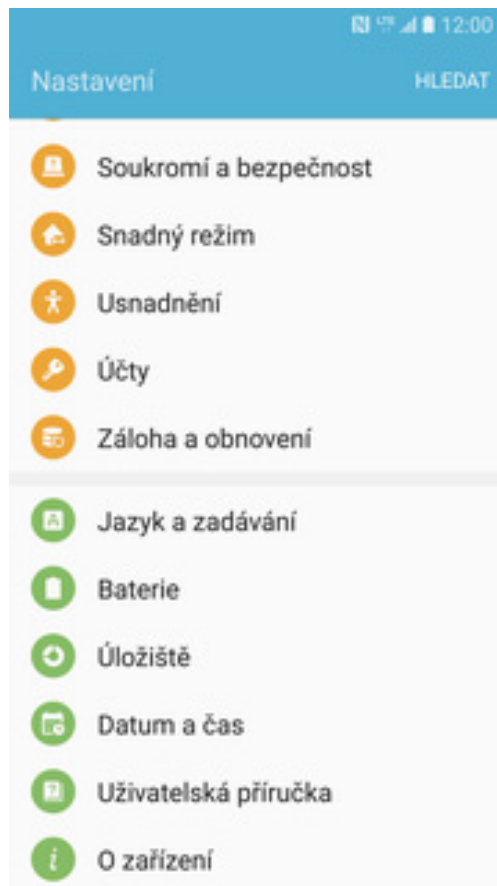 12:00
Nastavení
HLEDAT
Soukromí a bezpečnost
Snadný režim
Usnadnění
Účty
Záloha a obnovení
Jazyk a zadávání
Baterie
Úložiště
Datum a čas
Uživatelská příručka
O zařízení